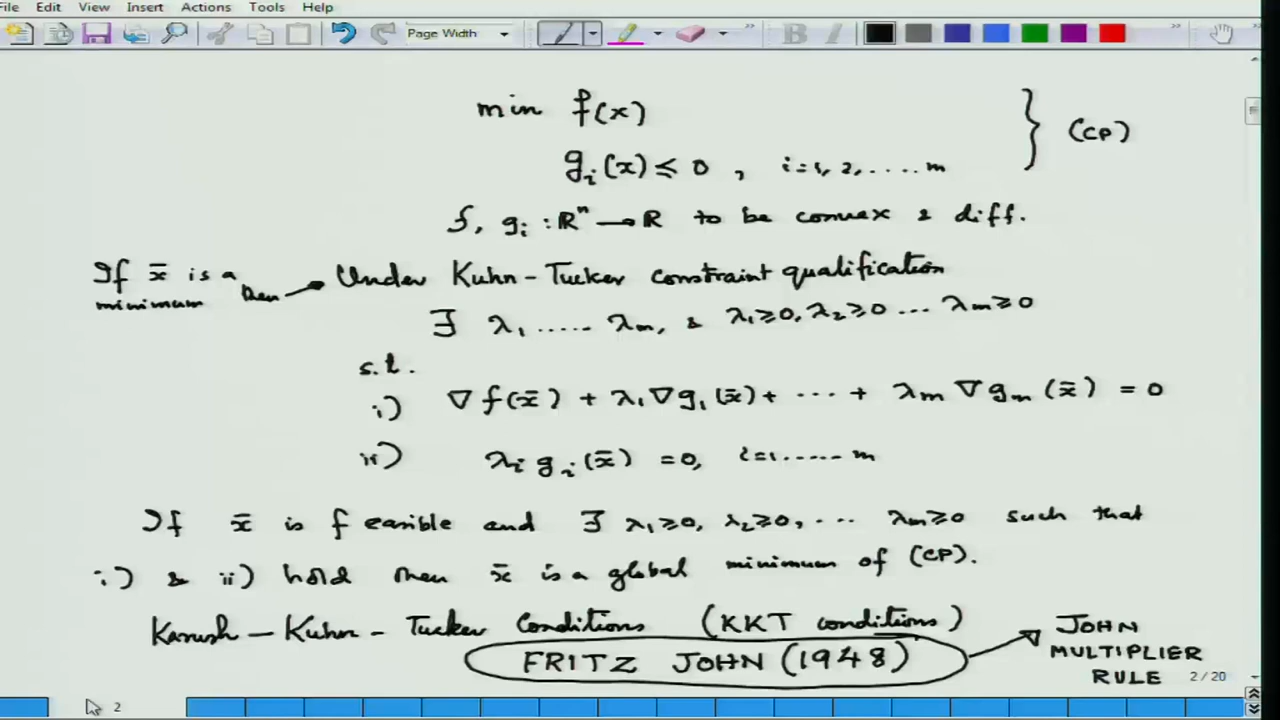 File Edit View Insert Actions Tools Help
Page Width
min f(x)
g_i(x) ≤ 0 , i=1, 2, ..... m } (CP)
f, g_i : R^n → R to be convex & diff.
If x̄ is a minimum then → Under Kuhn-Tucker constraint qualification
∃ λ_1 ..... λ_m, & λ_1≥0, λ_2≥0 ... λ_m≥0
s.t.
i) ∇f(x̄) + λ_1∇g_1(x̄) + ... + λ_m∇g_m(x̄) = 0
ii) λ_i g_i(x̄) = 0, i=1, ...... m
If x̄ is feasible and ∃ λ_1≥0, λ_2≥0, ... λ_m≥0 such that
i) & ii) hold then x̄ is a global minimum of (CP).
Karush-Kuhn-Tucker Conditions (KKT conditions)
FRITZ JOHN (1948) → JOHN
MULTIPLIER
RULE
2/20
2